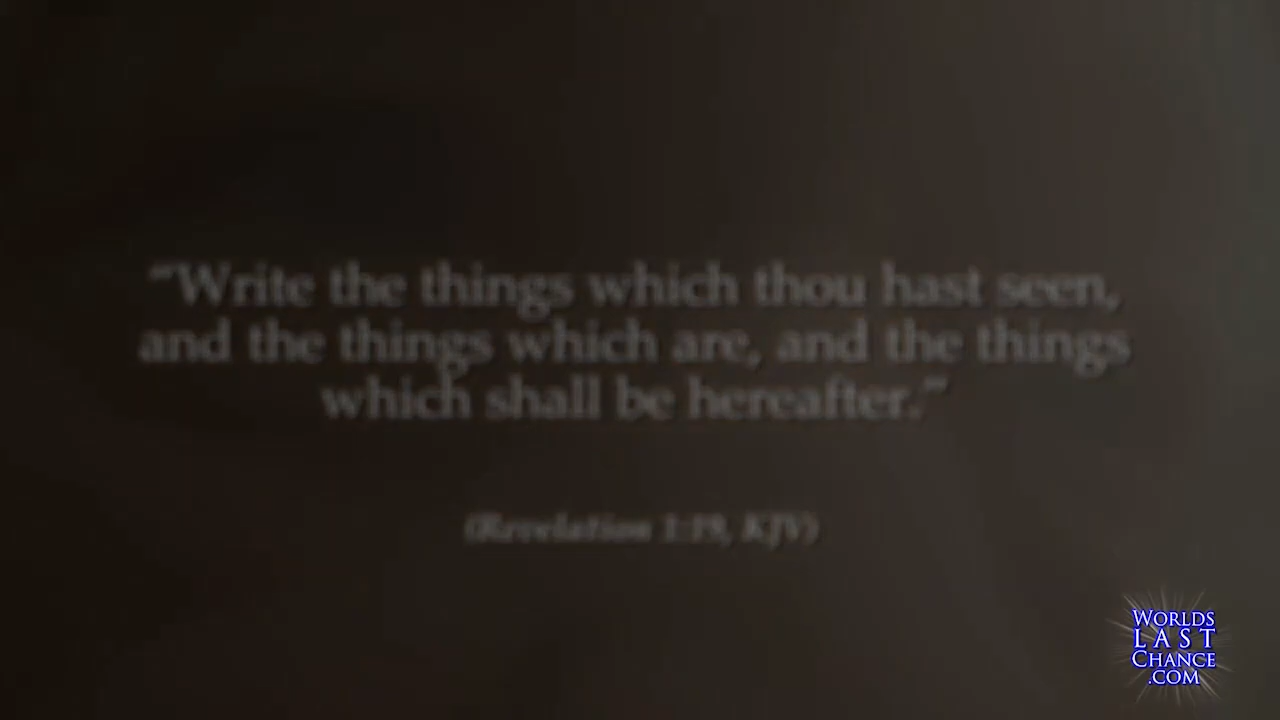 “Write the things which thou hast seen,
and the things which are, and the things
which shall be hereafter.”
(Revelation 1:19, KJV)
WORLDS
LAST
CHANCE
.COM